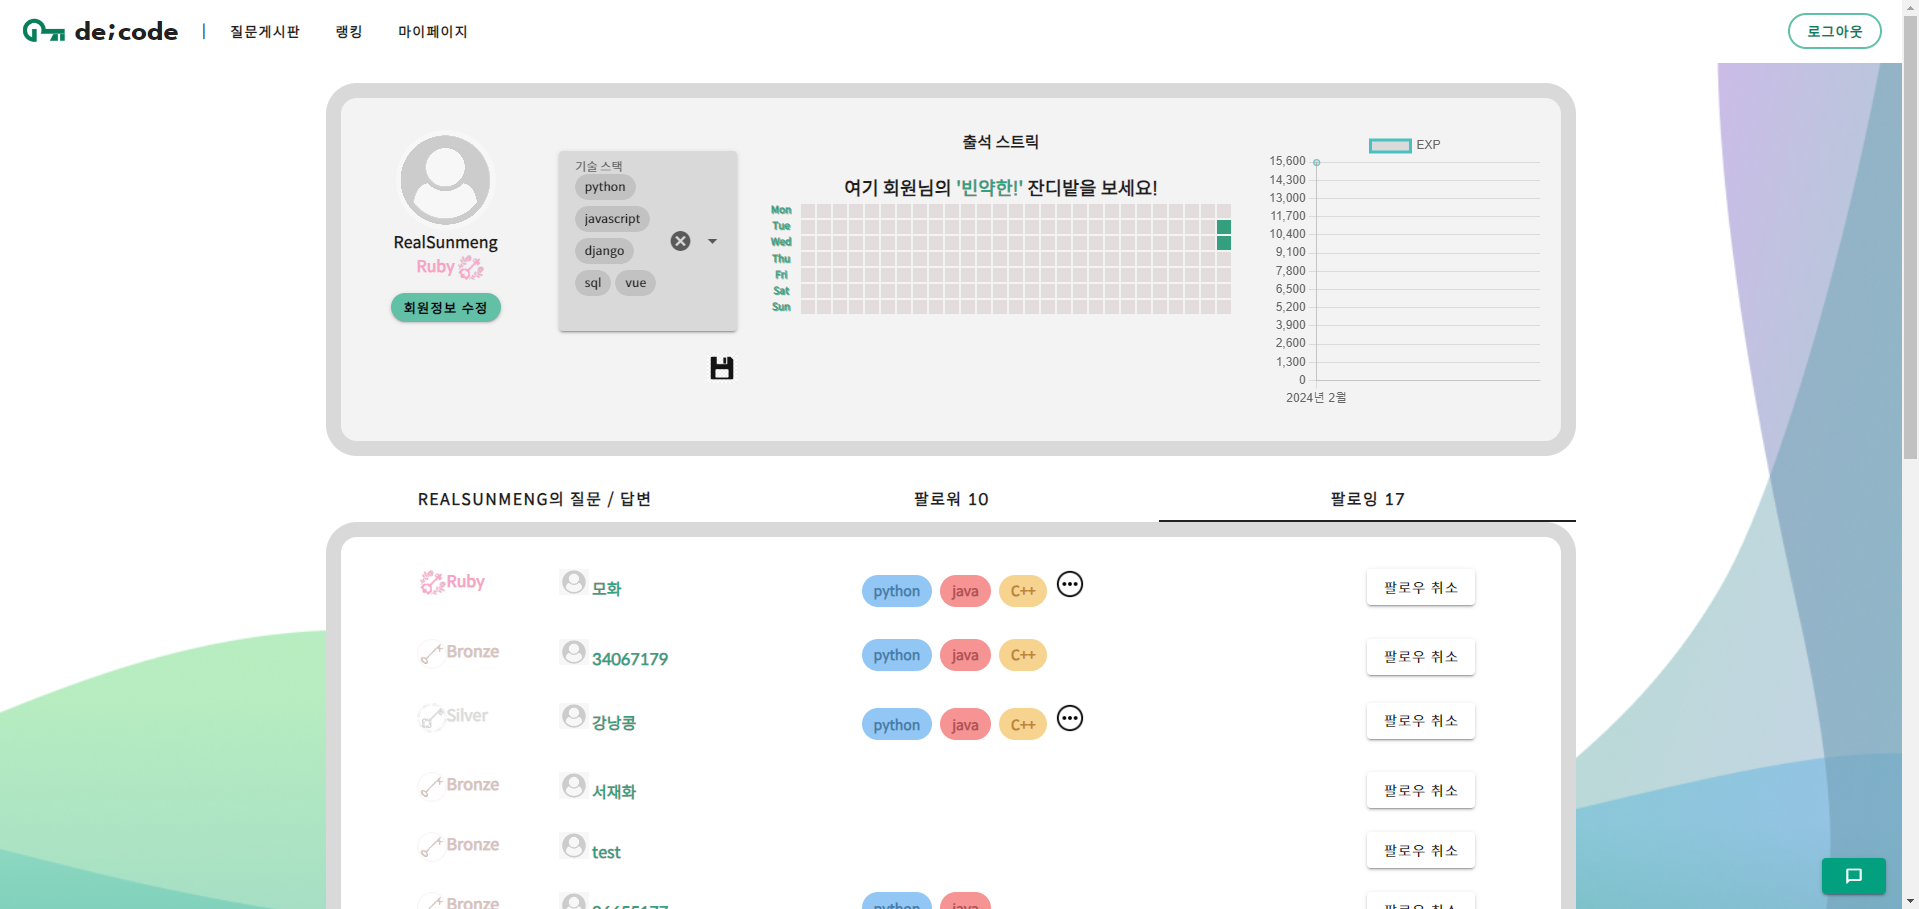 de;code | 질문게시판 랭킹 마이페이지 로그아웃
RealSunmeng
Ruby
회원정보 수정
기술 스택
python
javascript
django
sql vue
출석 스트릭
여기 회원님의 '빈약한!' 잔디밭을 보세요!
Mon
Tue
Wed
Thu
Fri
Sat
Sun
EXP
15,600
14,300
13,000
11,700
10,400
9,100
7,800
6,500
5,200
3,900
2,600
1,300
0
2024년 2월
REALSUNMENG의 질문 / 답변 팔로워 10 팔로잉 17
Ruby 모화 python java C++ 팔로우 취소
Bronze 34067179 python java C++ 팔로우 취소
Silver 강낭콩 python java C++ 팔로우 취소
Bronze 서재화 팔로우 취소
Bronze test 팔로우 취소
Bronze python java 팔로우 취소